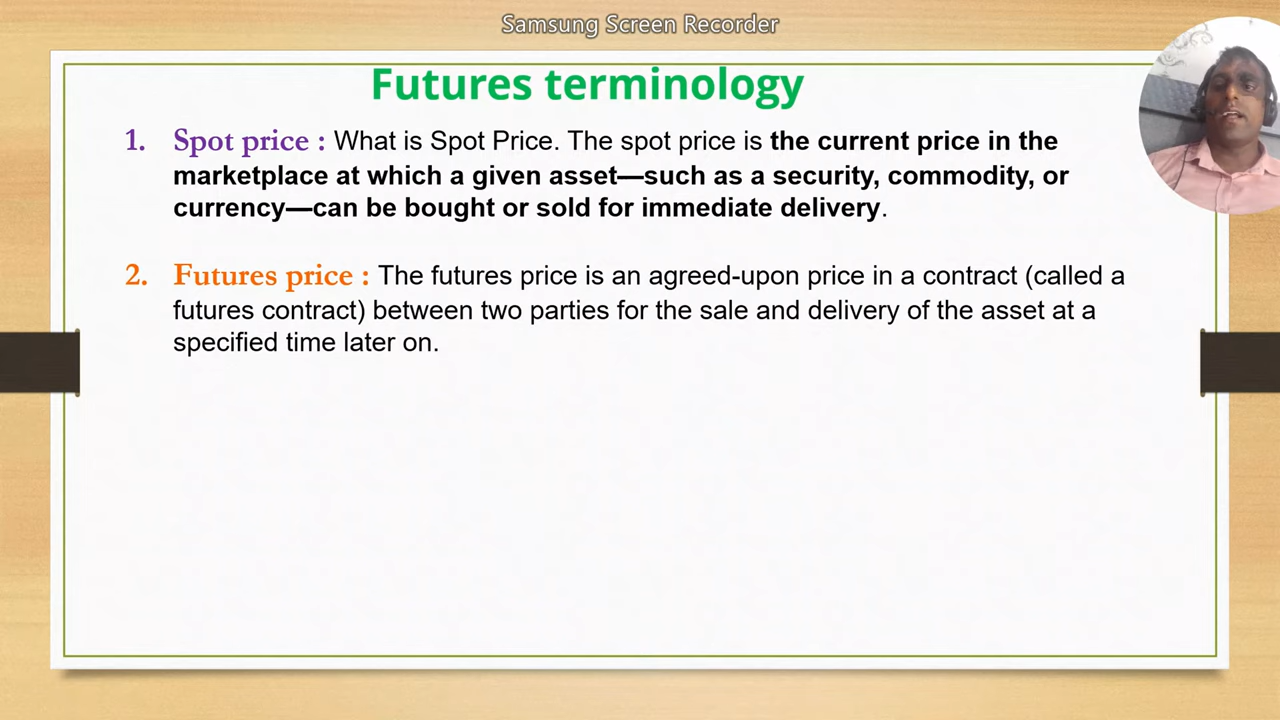 Samsung Screen Recorder
Futures terminology
1. Spot price : What is Spot Price. The spot price is the current price in the
marketplace at which a given asset—such as a security, commodity, or
currency—can be bought or sold for immediate delivery.
2. Futures price : The futures price is an agreed-upon price in a contract (called a
futures contract) between two parties for the sale and delivery of the asset at a
specified time later on.